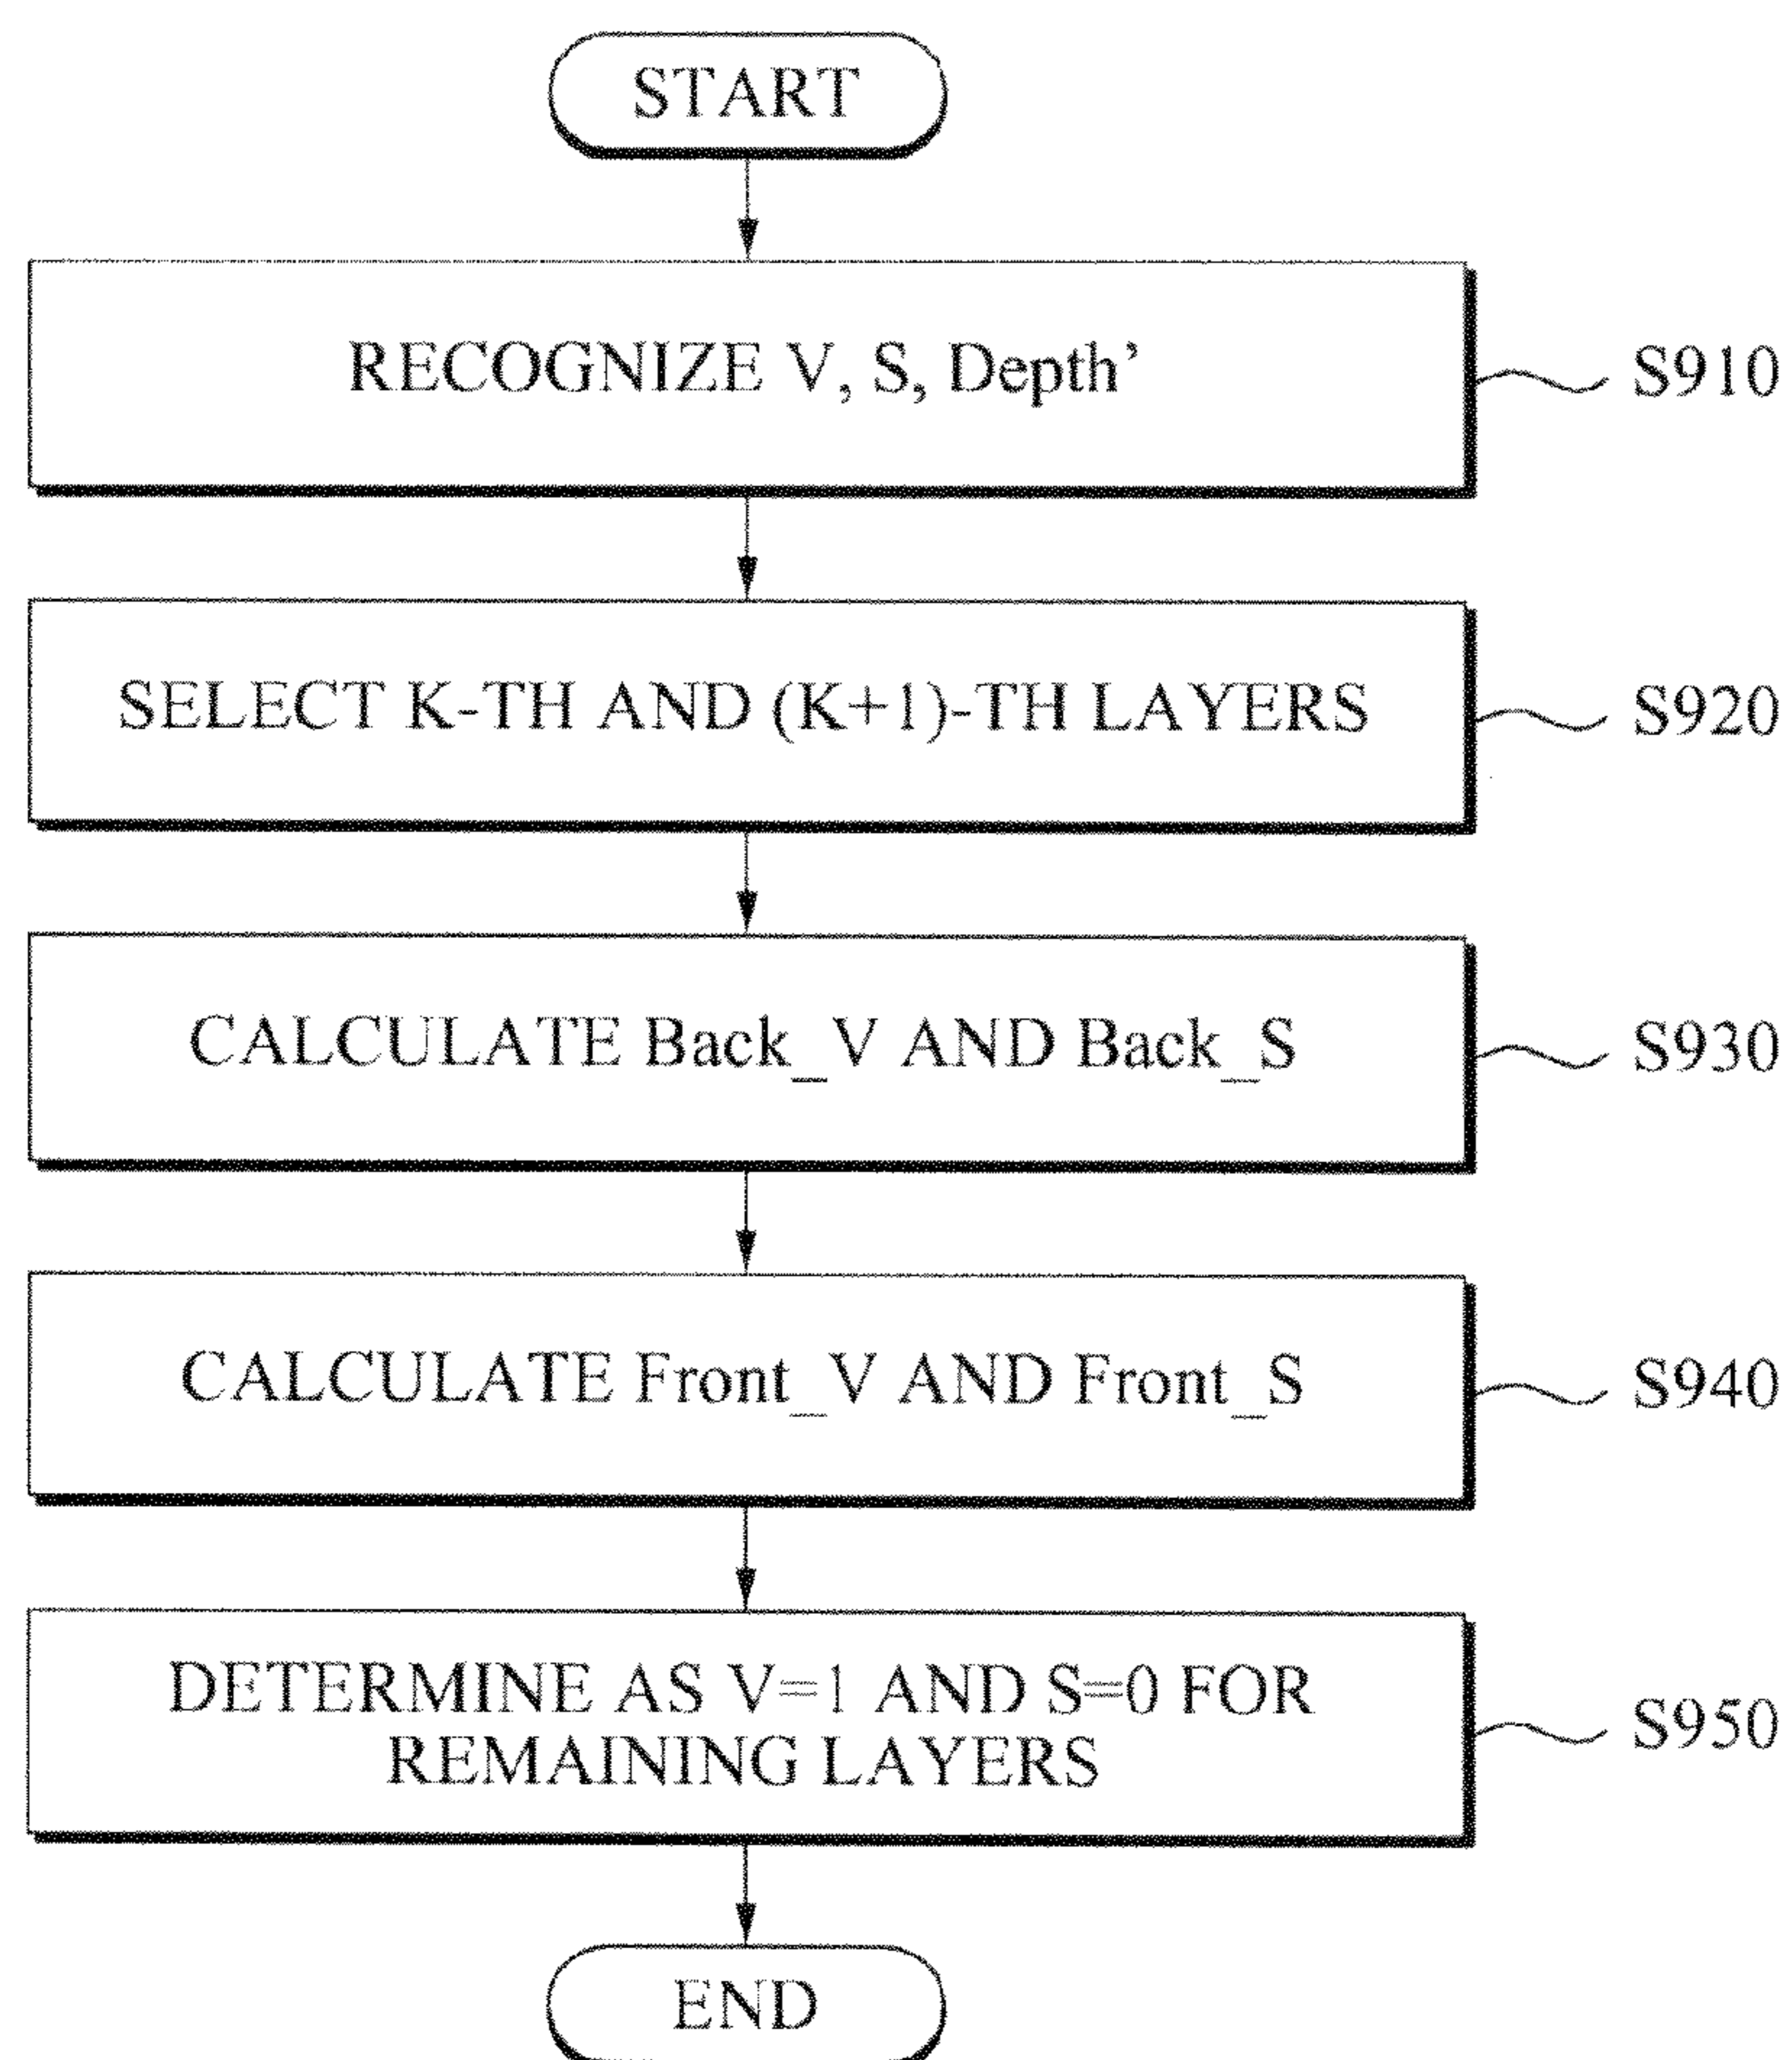 START
RECOGNIZE V, S, Depth’
S910
SELECT K-TH AND (K+1)-TH LAYERS
S920
CALCULATE Back_V AND Back_S
S930
CALCULATE Front_V AND Front_S
S940
DETERMINE AS V=1 AND S=0 FOR
REMAINING LAYERS
S950
END